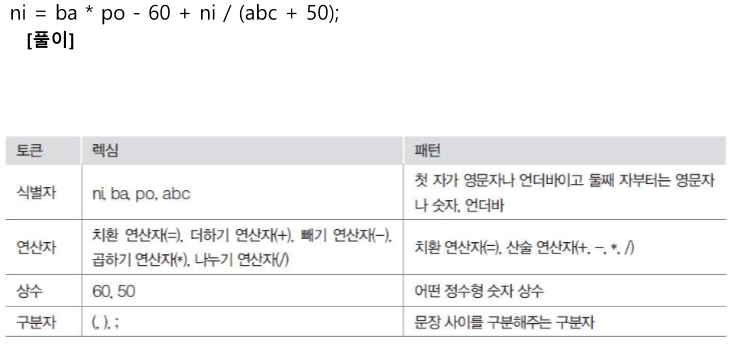 ni = ba * po - 60 + ni / (abc + 50);
[풀이]
토큰 렉심 패턴
식별자 ni, ba, po, abc 첫 자가 영문자나 언더바이고 둘째 자부터는 영문자
나 숫자, 언더바
연산자 치환 연산자(=), 더하기 연산자(+), 빼기 연산자(-),
곱하기 연산자(*), 나누기 연산자(/) 치환 연산자(=), 산술 연산자(+, -, *, /)
상수 60, 50 어떤 정수형 숫자 상수
구분자 (, ), ; 문장 사이를 구분해주는 구분자